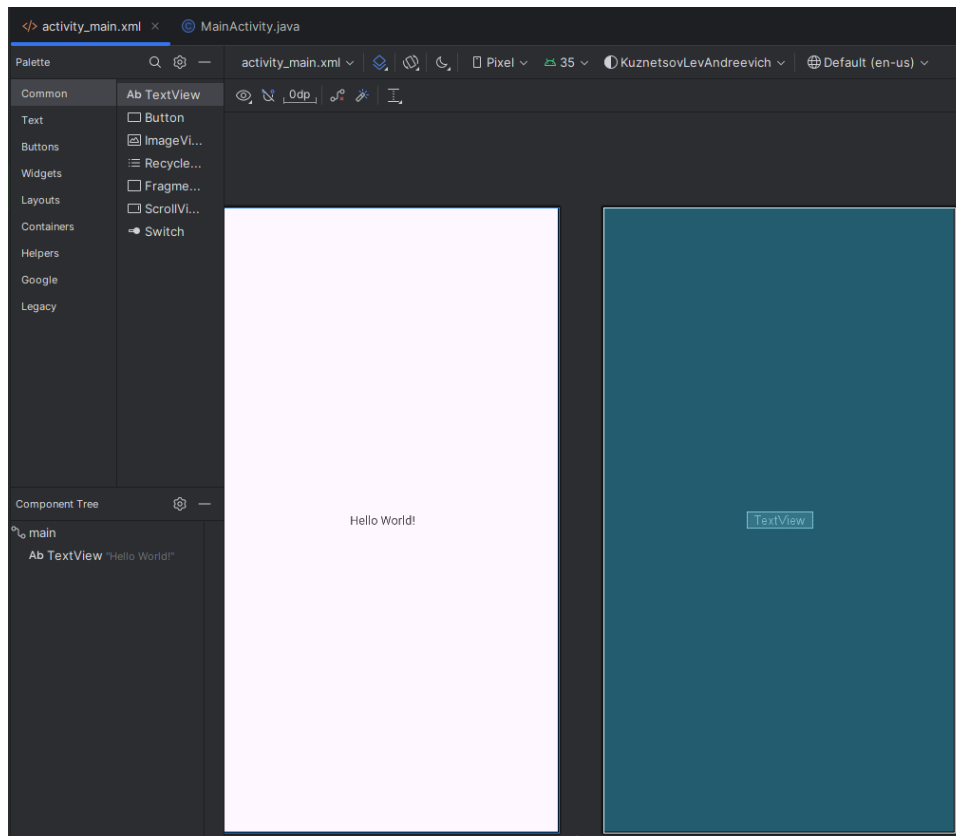 </> activity_main.xml × © MainActivity.java
Palette
activity_main.xml Pixel 35 KuznetsovLevAndreevich Default (en-us)
0dp
Common
Text
Buttons
Widgets
Layouts
Containers
Helpers
Google
Legacy
Ab TextView
Button
ImageVi...
Recycle...
Fragme...
ScrollVi...
Switch
Component Tree
main
Ab TextView "Hello World!"
Hello World!
TextView